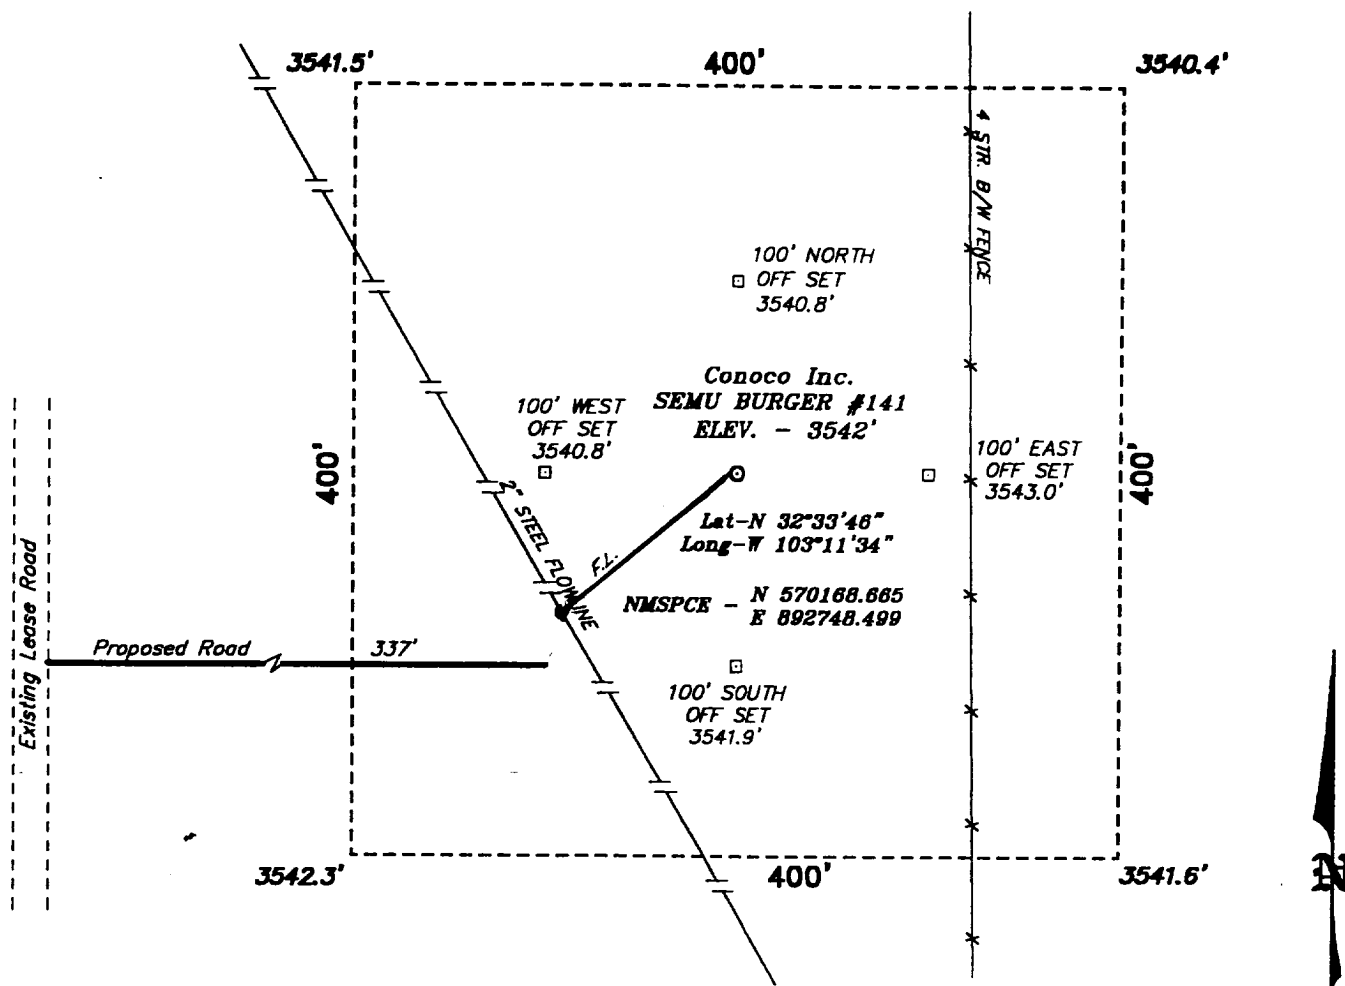 3541.5'
400'
3540.4'
4 STR. B/W FENCE
100' NORTH
OFF SET
3540.8'
Conoco Inc.
SEMU BURGER #141
ELEV. - 3542'
100' WEST
OFF SET
3540.8'
100' EAST
OFF SET
3543.0'
400'
400'
2" STEEL FLOWLINE
F.L.
Lat-N 32°33'46"
Long-W 103°11'34"
NMSPCE - N 570168.665
E 892748.499
Existing Lease Road
Proposed Road
337'
100' SOUTH
OFF SET
3541.9'
3542.3'
400'
3541.6'
N